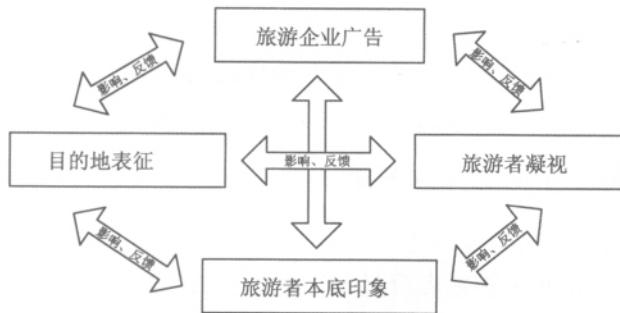 旅游企业广告
影响、反馈
影响、反馈
目的地表征
影响、反馈
旅游者凝视
影响、反馈
影响、反馈
旅游者本底印象